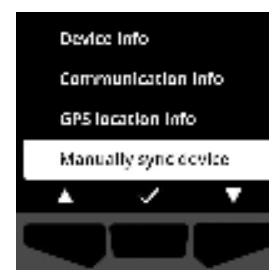 Device Info
Communication Info
GPS location Info
Manually sync device